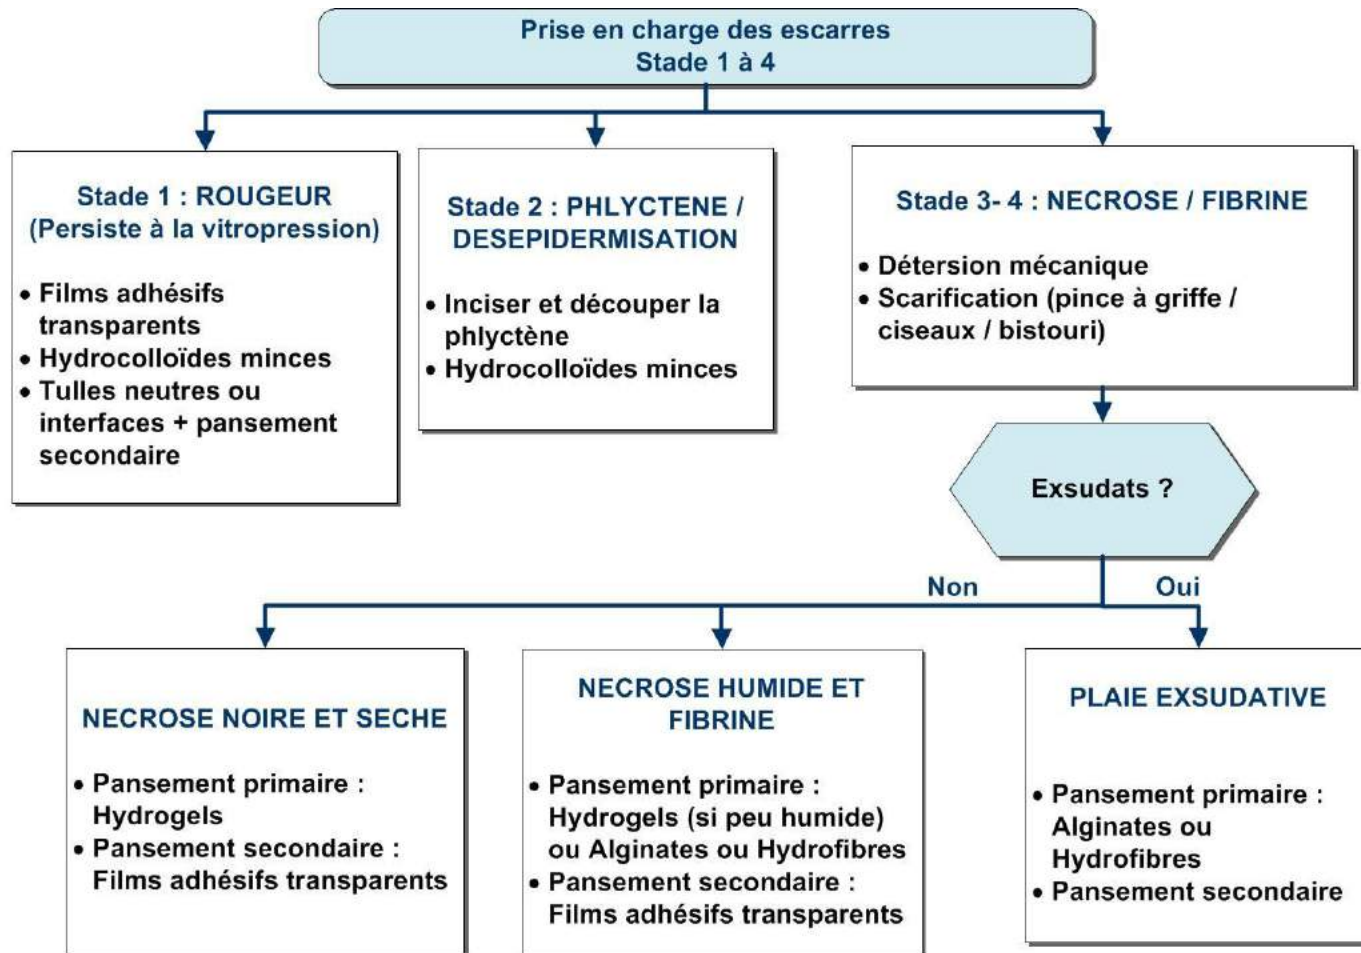 Prise en charge des escarres
Stade 1 à 4
Stade 1 : ROUGEUR
(Persiste à la vitropression)
• Films adhésifs
transparents
• Hydrocolloïdes minces
• Tulles neutres ou
interfaces + pansement
secondaire
Stade 2 : PHLYCTENE /
DESEPIDERMISATION
• Inciser et découper la
phlyctène
• Hydrocolloïdes minces
Stade 3- 4 : NECROSE / FIBRINE
• Détersion mécanique
• Scarification (pince à griffe /
ciseaux / bistouri)
Exsudats ?
Non
Oui
NECROSE NOIRE ET SECHE
• Pansement primaire :
Hydrogels
• Pansement secondaire :
Films adhésifs transparents
NECROSE HUMIDE ET
FIBRINE
• Pansement primaire :
Hydrogels (si peu humide)
ou Alginates ou Hydrofibres
• Pansement secondaire :
Films adhésifs transparents
PLAIE EXSUDATIVE
• Pansement primaire :
Alginates ou
Hydrofibres
• Pansement secondaire